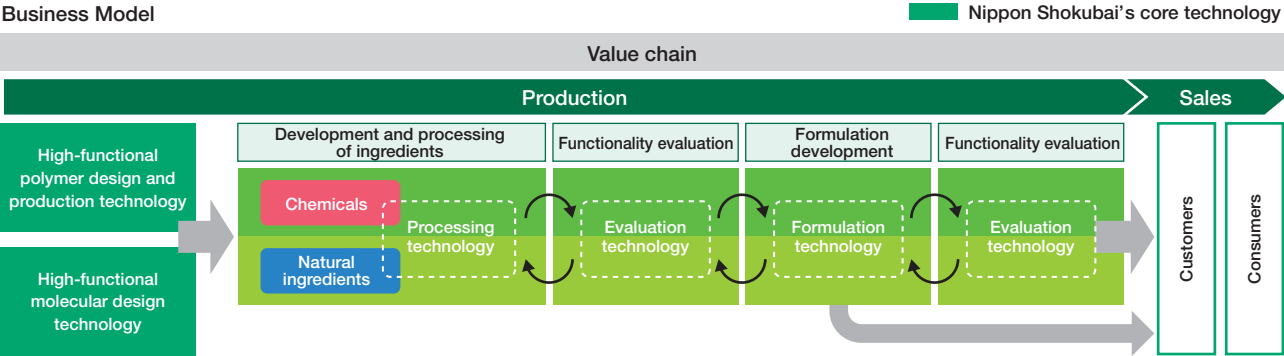 Business Model
Nippon Shokubai's core technology
Value chain
Production
Sales
High-functional
polymer design and
production technology
High-functional
molecular design
technology
Development and processing
of ingredients
Functionality evaluation
Formulation
development
Functionality evaluation
Chemicals
Natural
ingredients
Processing
technology
Evaluation
technology
Formulation
technology
Evaluation
technology
Customers
Consumers